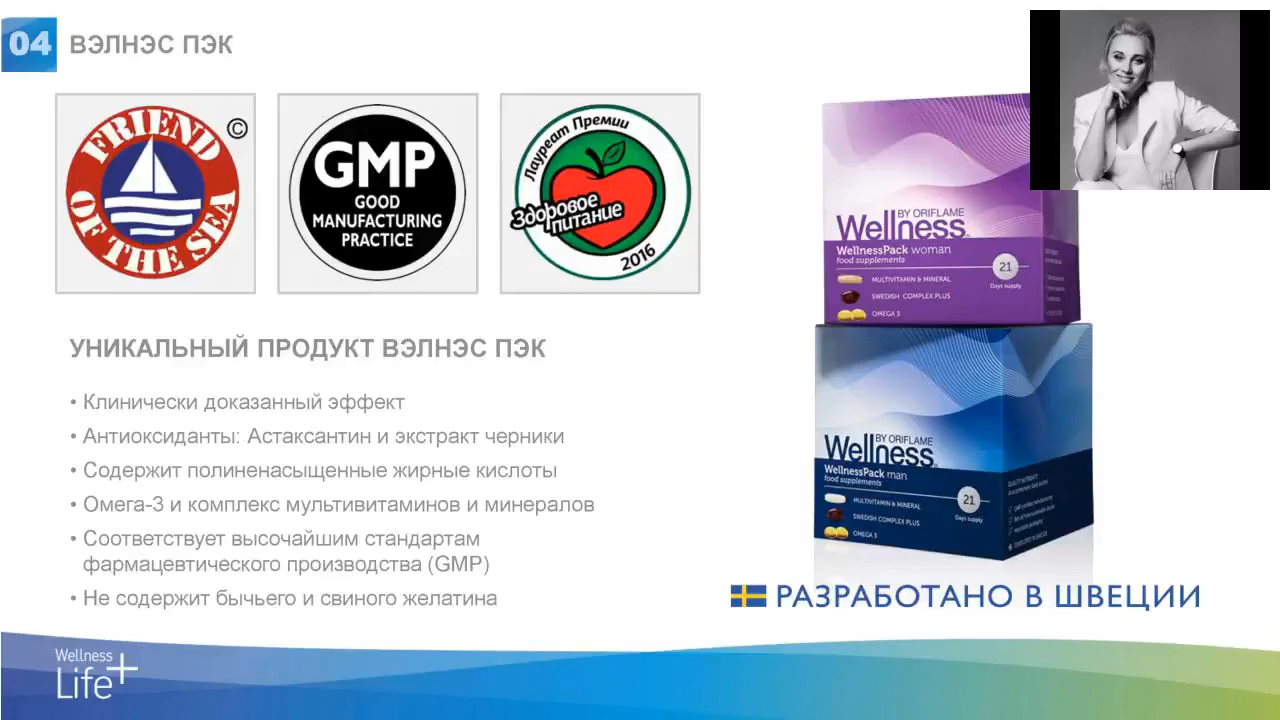 04 ВЭЛНЭС ПЭК
FRIEND
OF THE SEA
©
GMP
GOOD
MANUFACTURING
PRACTICE
Лауреат Премии
Здоровое
питание
2016
УНИКАЛЬНЫЙ ПРОДУКТ ВЭЛНЭС ПЭК
• Клинически доказанный эффект
• Антиоксиданты: Астаксантин и экстракт черники
• Содержит полиненасыщенные жирные кислоты
• Омега-3 и комплекс мультивитаминов и минералов
• Соответствует высочайшим стандартам
фармацевтического производства (GMP)
• Не содержит бычьего и свиного желатина
BY ORIFLAME
Wellness
WellnessPack woman
food supplements
21
Days supply
MULTIVITAMIN & MINERAL
SWEDISH COMPLEX PLUS
OMEGA 3
BY ORIFLAME
Wellness
WellnessPack man
food supplements
21
Days supply
MULTIVITAMIN & MINERAL
SWEDISH COMPLEX PLUS
OMEGA 3
РАЗРАБОТАНО В ШВЕЦИИ
Wellness
Life+